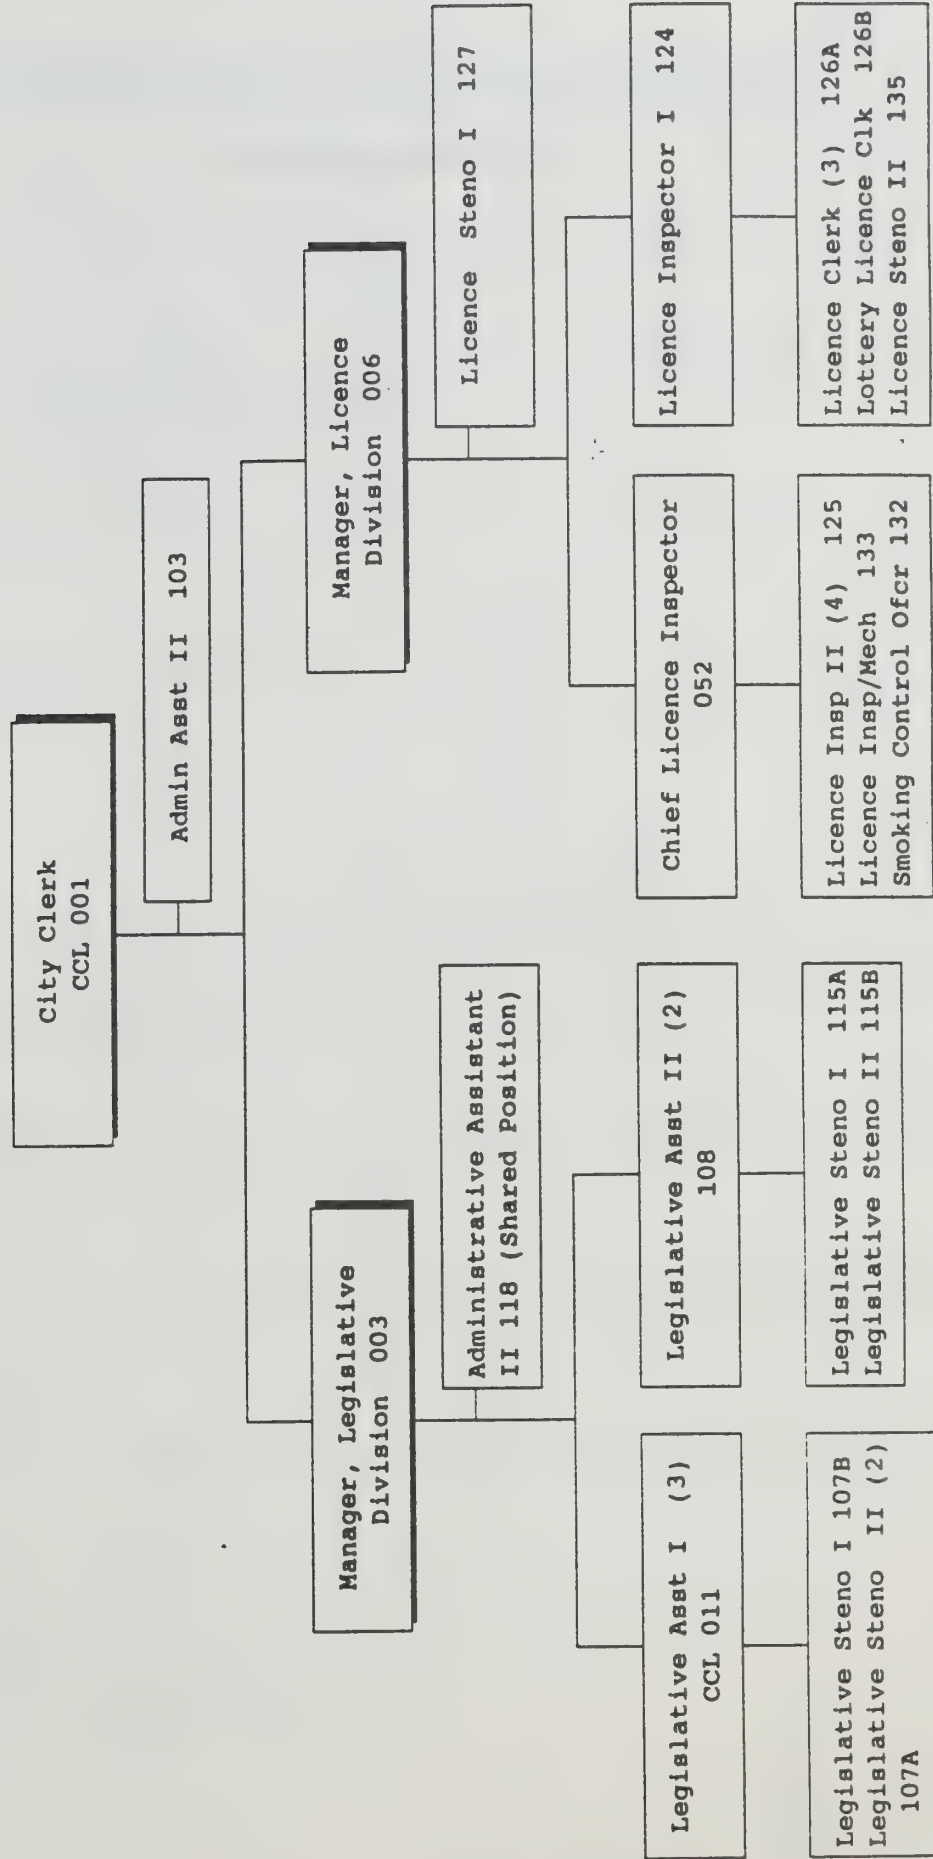 City Clerk
CCL 001
Admin Asst II 103
Manager, Legislative
Division 003
Manager, Licence
Division 006
Administrative Assistant
II 118 (Shared Position)
Licence Steno I 127
Legislative Asst I (3)
CCL 011
Legislative Asst II (2)
108
Chief Licence Inspector
052
Licence Inspector I 124
Legislative Steno I 107B
Legislative Steno II (2)
107A
Legislative Steno I 115A
Legislative Steno II 115B
Licence Insp II (4) 125
Licence Insp/Mech 133
Smoking Control Ofcr 132
Licence Clerk (3) 126A
Lottery Licence Clk 126B
Licence Steno II 135